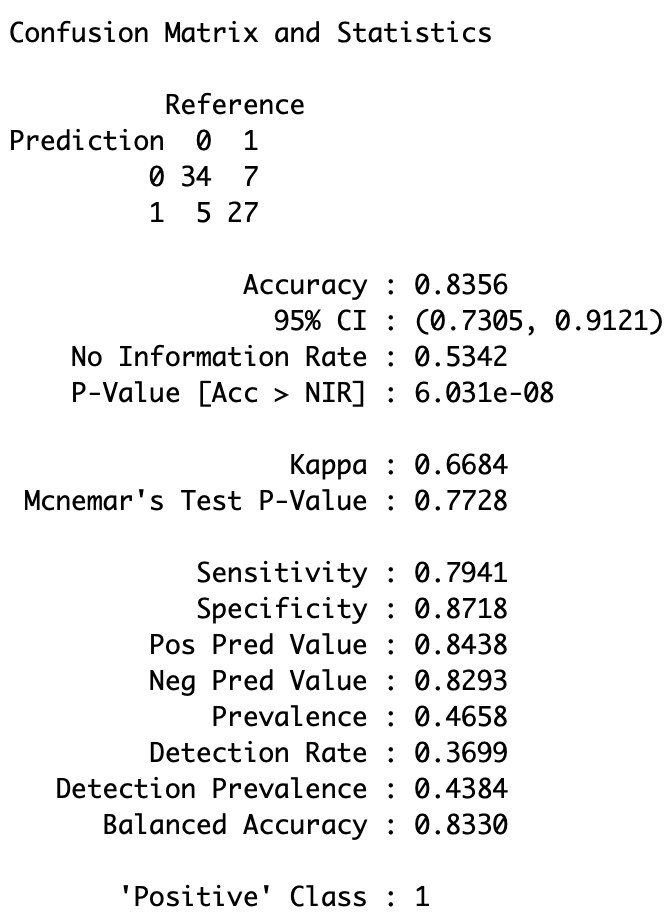 Confusion Matrix and Statistics
Reference
Prediction 0 1
0 34 7
1 5 27
Accuracy : 0.8356
95% CI : (0.7305, 0.9121)
No Information Rate : 0.5342
P-Value [Acc > NIR] : 6.031e-08
Kappa : 0.6684
Mcnemar's Test P-Value : 0.7728
Sensitivity : 0.7941
Specificity : 0.8718
Pos Pred Value : 0.8438
Neg Pred Value : 0.8293
Prevalence : 0.4658
Detection Rate : 0.3699
Detection Prevalence : 0.4384
Balanced Accuracy : 0.8330
'Positive' Class : 1